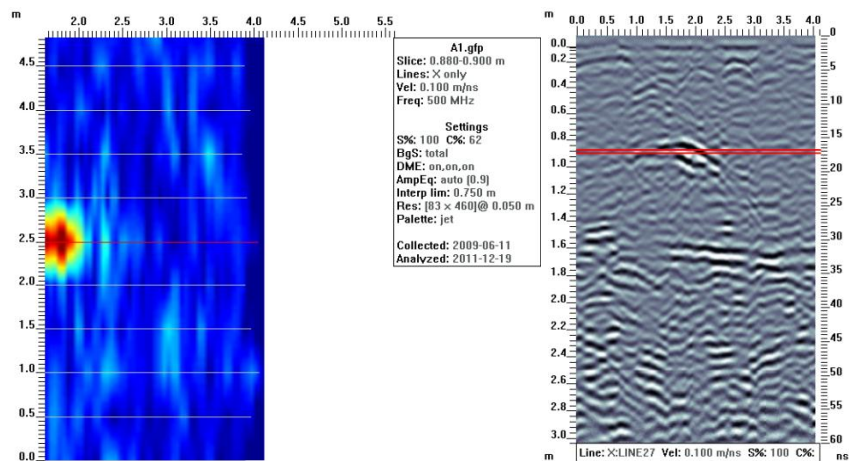 m
2.0 2.5 3.0 3.5 4.0 4.5 5.0 5.5
4.5
4.0
3.5
3.0
2.5
2.0
1.5
1.0
0.5
0.0
A1.gfp
Slice: 0.880-0.900 m
Lines: X only
Vel: 0.100 m/ns
Freq: 500 MHz
Settings
S%: 100 C%: 62
BgS: total
DME: on,on,on
AmpEq: auto (0.9)
Interp lim: 0.750 m
Res: [83 x 460]@ 0.050 m
Palette: jet
Collected: 2009-06-11
Analyzed: 2011-12-19
m
0.0 0.5 1.0 1.5 2.0 2.5 3.0 3.5 4.0
0.0
0.2
0.4
0.6
0.8
1.0
1.2
1.4
1.6
1.8
2.0
2.2
2.4
2.6
2.8
3.0
m
0
5
10
15
20
25
30
35
40
45
50
55
60
ns
Line: X:LINE27 Vel: 0.100 m/ns S%: 100 C%: